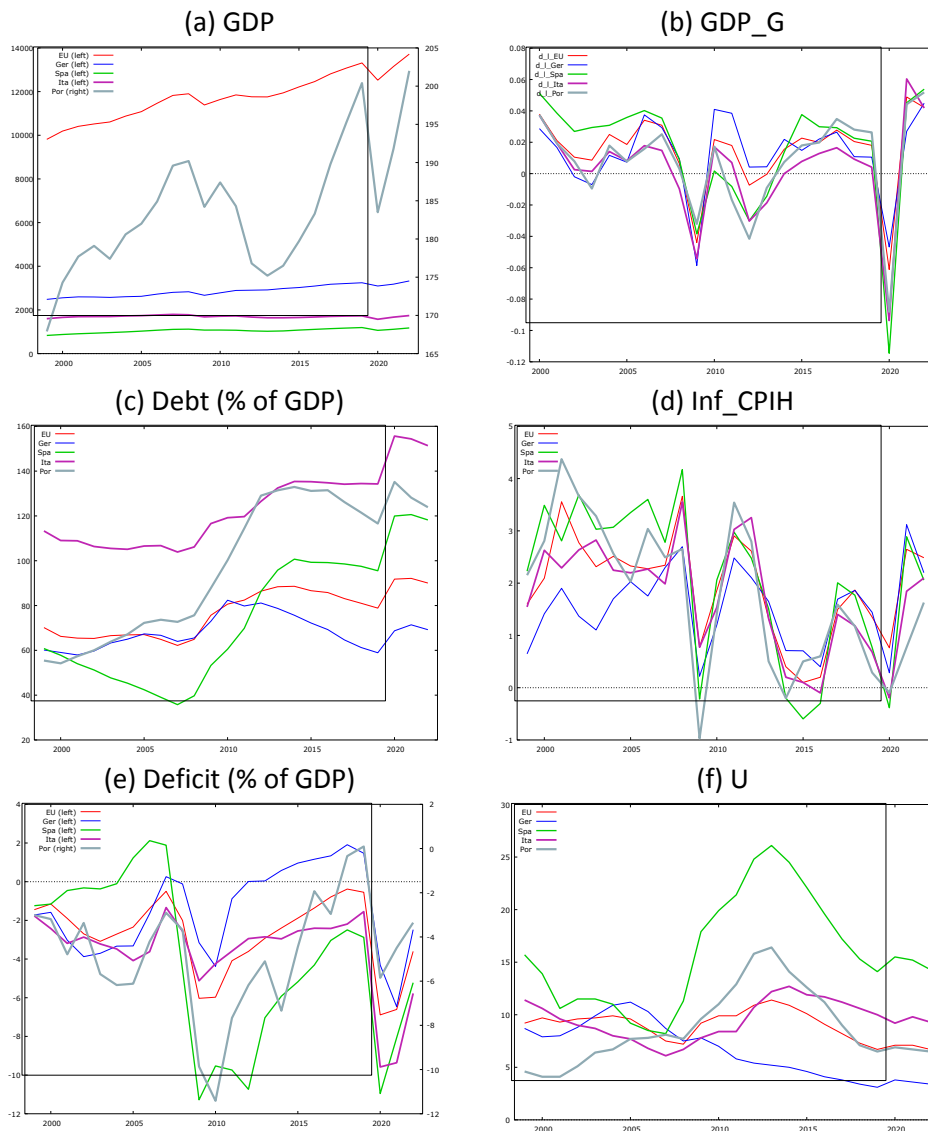 (a) GDP
14000
12000
10000
8000
6000
4000
2000
0
EU (left)
Ger (left)
Spa (left)
Ita (left)
Por (right)
205
200
195
190
185
180
175
170
165
2000 2005 2010 2015 2020
(b) GDP_G
0.08
0.06
0.04
0.02
0
-0.02
-0.04
-0.06
-0.08
-0.1
-0.12
d_l_EU
d_l_Ger
d_l_Spa
d_l_Ita
d_l_Por
2000 2005 2010 2015 2020
(c) Debt (% of GDP)
160
140
120
100
80
60
40
20
EU
Ger
Spa
Ita
Por
2000 2005 2010 2015 2020
(d) Inf_CPIH
5
4
3
2
1
0
-1
EU
Ger
Spa
Ita
Por
2000 2005 2010 2015 2020
(e) Deficit (% of GDP)
4
2
0
-2
-4
-6
-8
-10
-12
EU (left)
Ger (left)
Spa (left)
Ita (left)
Por (right)
2
0
-2
-4
-6
-8
-10
-12
2000 2005 2010 2015 2020
(f) U
30
25
20
15
10
5
0
EU
Ger
Spa
Ita
Por
2000 2005 2010 2015 2020